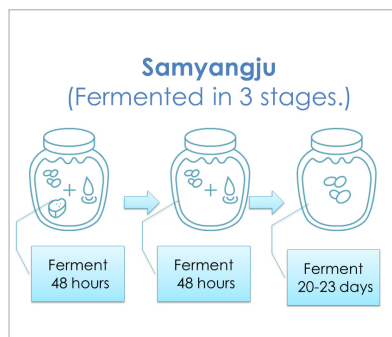 Samyangju
(Fermented in 3 stages.)
Ferment
48 hours
Ferment
48 hours
Ferment
20-23 days